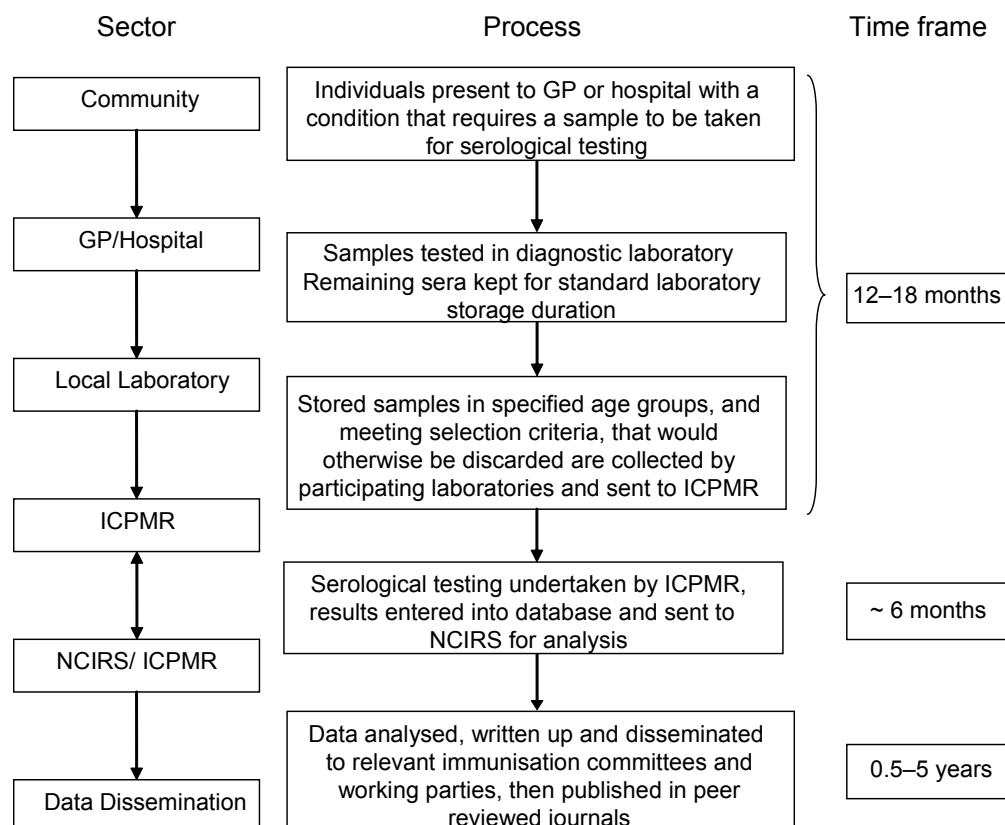 Sector
Process
Time frame
Community
Individuals present to GP or hospital with a
condition that requires a sample to be taken
for serological testing
GP/Hospital
Samples tested in diagnostic laboratory
Remaining sera kept for standard laboratory
storage duration
12–18 months
Local Laboratory
Stored samples in specified age groups, and
meeting selection criteria, that would
otherwise be discarded are collected by
participating laboratories and sent to ICPMR
ICPMR
Serological testing undertaken by ICPMR,
results entered into database and sent to
NCIRS for analysis
~ 6 months
NCIRS/ ICPMR
Data analysed, written up and disseminated
to relevant immunisation committees and
working parties, then published in peer
reviewed journals
0.5–5 years
Data Dissemination